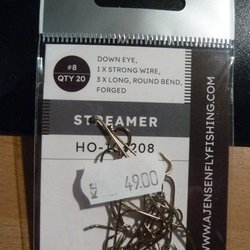 #8
QTY 20
DOWN EYE,
1 X STRONG WIRE,
3 X LONG, ROUND BEND,
FORGED
STREAMER
208
49.00
WWW.AJENSENFLYFISHING.COM